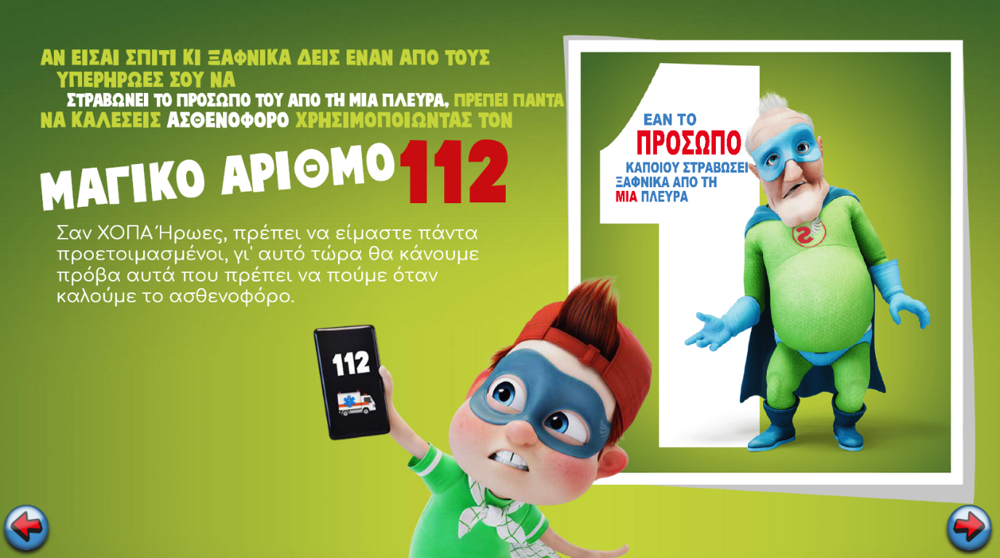 ΑΝ ΕΙΣΑΙ ΣΠΙΤΙ ΚΙ ΞΑΦΝΙΚΑ ΔΕΙΣ ΕΝΑΝ ΑΠΟ ΤΟΥΣ
ΥΠΕΡΗΡΩΕΣ ΣΟΥ ΝΑ
ΣΤΡΑΒΩΝΕΙ ΤΟ ΠΡΟΣΩΠΟ ΤΟΥ ΑΠΟ ΤΗ ΜΙΑ ΠΛΕΥΡΑ, ΠΡΕΠΕΙ ΠΑΝΤΑ
ΝΑ ΚΑΛΕΣΕΙΣ ΑΣΘΕΝΟΦΟΡΟ ΧΡΗΣΙΜΟΠΟΙΩΝΤΑΣ ΤΟΝ
ΜΑΓΙΚΟ ΑΡΙΘΜΟ 112
Σαν ΧΟΠΑ Ήρωες, πρέπει να είμαστε πάντα
προετοιμασμένοι, γι' αυτό τώρα θα κάνουμε
πρόβα αυτά που πρέπει να πούμε όταν
καλούμε το ασθενοφόρο.
112
1
ΕΑΝ ΤΟ
ΠΡΟΣΩΠΟ
ΚΑΠΟΙΟΥ ΣΤΡΑΒΩΣΕΙ
ΞΑΦΝΙΚΑ ΑΠΟ ΤΗ
ΜΙΑ ΠΛΕΥΡΑ
S